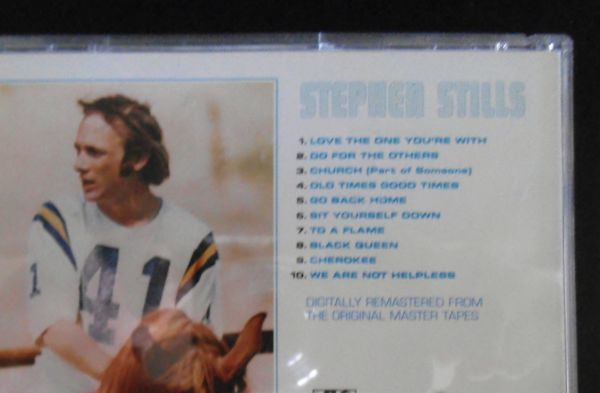 STEPHEN STILLS
1. LOVE THE ONE YOU'RE WITH
2. DO FOR THE OTHERS
3. CHURCH (Part of Someone)
4. OLD TIMES GOOD TIMES
5. GO BACK HOME
6. SIT YOURSELF DOWN
7. TO A FLAME
8. BLACK QUEEN
9. CHEROKEE
10. WE ARE NOT HELPLESS
DIGITALLY REMASTERED FROM
THE ORIGINAL MASTER TAPES
1 41